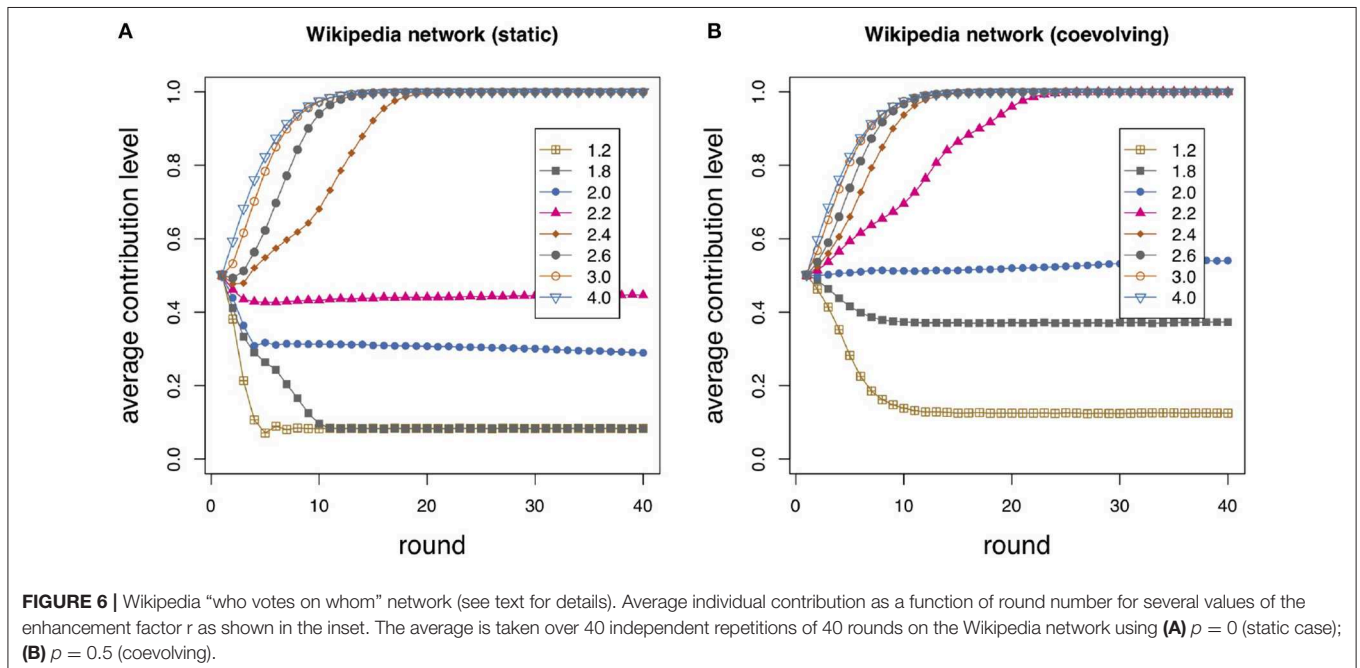 A
Wikipedia network (static)
average contribution level
0.0 0.2 0.4 0.6 0.8 1.0
1.2
1.8
2.0
2.2
2.4
2.6
3.0
4.0
0 10 20 30 40
round
B
Wikipedia network (coevolving)
average contribution level
0.0 0.2 0.4 0.6 0.8 1.0
1.2
1.8
2.0
2.2
2.4
2.6
3.0
4.0
0 10 20 30 40
round
FIGURE 6 | Wikipedia “who votes on whom” network (see text for details). Average individual contribution as a function of round number for several values of the
enhancement factor r as shown in the inset. The average is taken over 40 independent repetitions of 40 rounds on the Wikipedia network using (A) p = 0 (static case);
(B) p = 0.5 (coevolving).